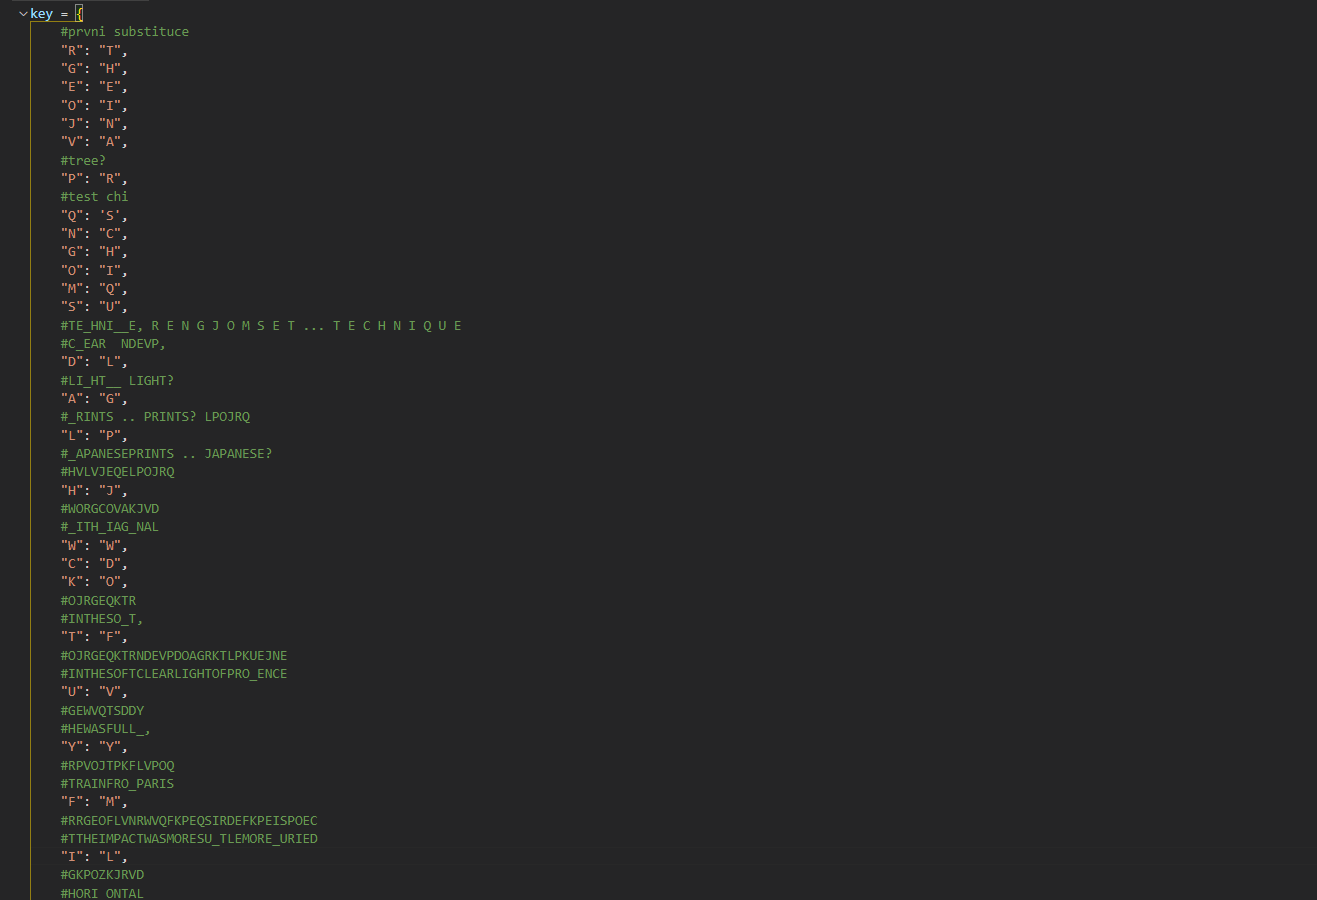 key = {
#prvni substituce
"R": "T",
"G": "H",
"E": "E",
"O": "I",
"J": "N",
"V": "A",
#tree?
"P": "R",
#test chi
"Q": 'S',
"N": "C",
"G": "H",
"O": "I",
"M": "Q",
"S": "U",
#TE_HNI__E, R E N G J O M S E T ... T E C H N I Q U E
#C_EAR  NDEVP,
"D": "L",
#LI_HT__ LIGHT?
"A": "G",
#_RINTS .. PRINTS? LPOJRQ
"L": "P",
#_APANESEPRINTS .. JAPANESE?
#HVLVJEQELPOJRQ
"H": "J",
#WORGCOVAKJVD
#_ITH_IAG_NAL
"W": "W",
"C": "D",
"K": "O",
#OJRGEQKTR
#INTHESO_T,
"T": "F",
#OJRGEQKTRNDEVPDOAGRKTLPKUEJNE
#INTHESOFTCLEARLIGHTOFPRO_ENCE
"U": "V",
#GEWVQTSDDY
#HEWASFULL_,
"Y": "Y",
#RPVOJTPKFLVPOQ
#TRAINFRO_PARIS
"F": "M",
#RRGEOFLVNRWVQFKPEQSIRDEFKPEISPOEC
#TTHEIMPACTWASMORESU_TLEMORE_URIED
"I": "L",
#GKPOZKJRVD
#HORI_ONTAL